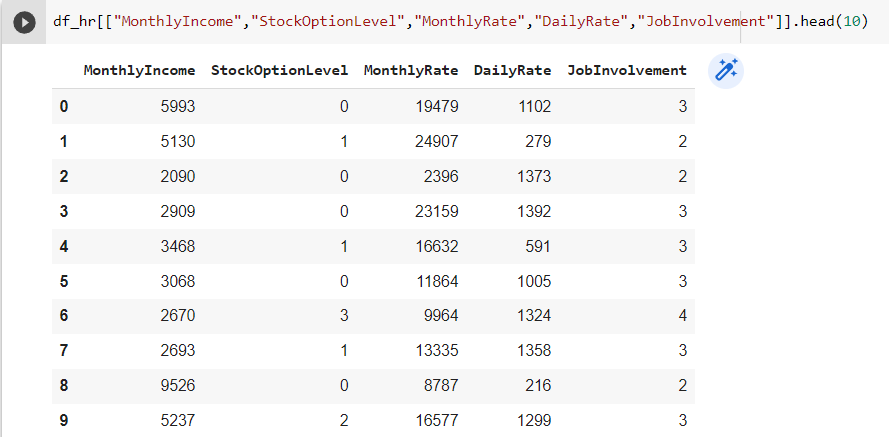 df_hr[["MonthlyIncome","StockOptionLevel","MonthlyRate","DailyRate","JobInvolvement"]].head(10)
MonthlyIncome StockOptionLevel MonthlyRate DailyRate JobInvolvement
0 5993 0 19479 1102 3
1 5130 1 24907 279 2
2 2090 0 2396 1373 2
3 2909 0 23159 1392 3
4 3468 1 16632 591 3
5 3068 0 11864 1005 3
6 2670 3 9964 1324 4
7 2693 1 13335 1358 3
8 9526 0 8787 216 2
9 5237 2 16577 1299 3